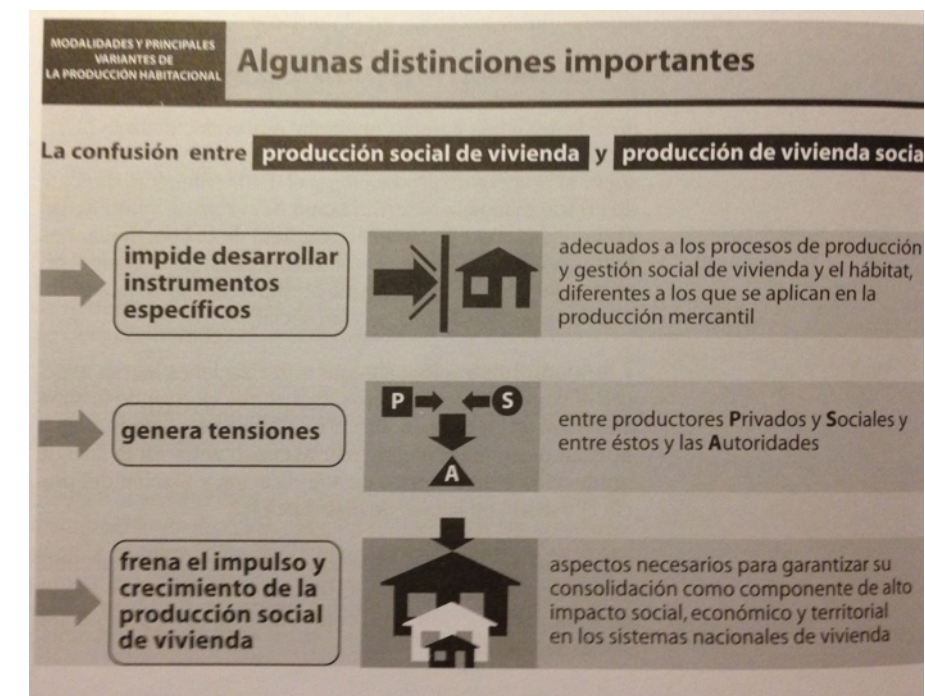 MODALIDADES Y PRINCIPALES
VARIANTES DE
LA PRODUCCIÓN HABITACIONAL
Algunas distinciones importantes
La confusión entre producción social de vivienda y producción de vivienda socia
impide desarrollar
instrumentos
específicos
adecuados a los procesos de producción
y gestión social de vivienda y el hábitat,
diferentes a los que se aplican en la
producción mercantil
genera tensiones
P S
A
entre productores Privados y Sociales y
entre éstos y las Autoridades
frena el impulso y
crecimiento de la
producción social
de vivienda
aspectos necesarios para garantizar su
consolidación como componente de alto
impacto social, económico y territorial
en los sistemas nacionales de vivienda